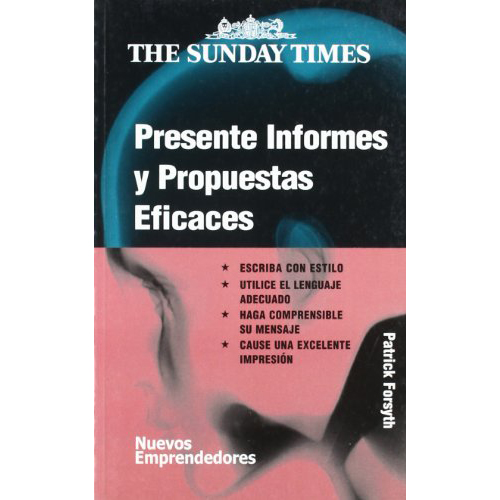 THE SUNDAY TIMES
Presente Informes
y Propuestas
Eficaces
★ ESCRIBA CON ESTILO
★ UTILICE EL LENGUAJE
ADECUADO
★ HAGA COMPRENSIBLE
SU MENSAJE
★ CAUSE UNA EXCELENTE
IMPRESIÓN
Patrick Forsyth
Nuevos
Emprendedores